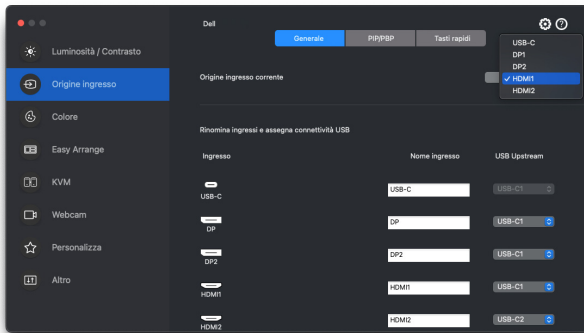 Dell
Generale
PIP/PBP
Tasti rapidi
USB-C
DP1
DP2
HDMI1
HDMI2
Luminosità / Contrasto
Origine ingresso
Colore
Easy Arrange
KVM
Webcam
Personalizza
Altro
Origine ingresso corrente
Rinomina ingressi e assegna connettività USB
Ingresso Nome ingresso USB Upstream
USB-C USB-C USB-C1
DP DP USB-C1
DP2 DP2 USB-C1
HDMI1 HDMI1 USB-C1
HDMI2 HDMI2 USB-C2